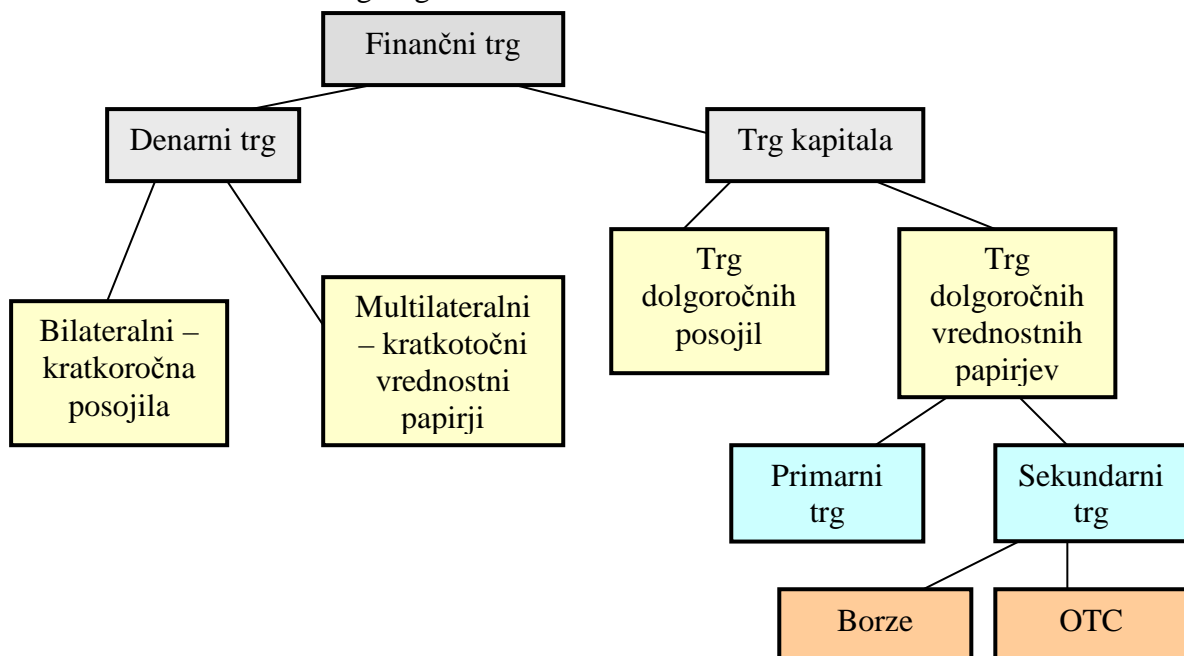 Finančni trg
Denarni trg
Trg kapitala
Bilateralni –
kratkoročna
posojila
Multilateralni
– kratkotočni
vrednostni
papirji
Trg
dolgoročnih
posojil
Trg
dolgoročnih
vrednostnih
papirjev
Primarni
trg
Sekundarni
trg
Borze
OTC